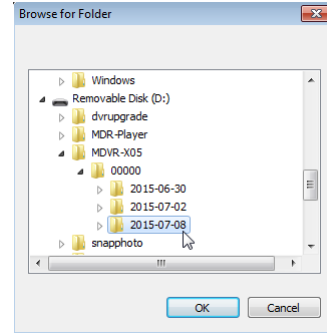 Browse for Folder
Windows
Removable Disk (D:)
dvrupgrade
MDR-Player
MDVR-X05
00000
2015-06-30
2015-07-02
2015-07-08
snapphoto
OK
Cancel